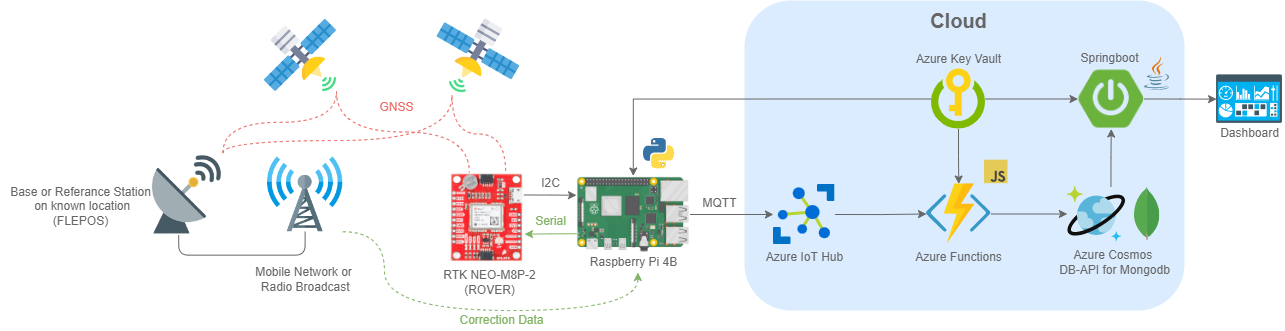 Cloud
GNSS
Azure Key Vault
Springboot
Java
Dashboard
JS
Base or Referance Station
on known location
(FLEPOS)
I2C
Serial
MQTT
Mobile Network or
Radio Broadcast
RTK NEO-M8P-2
(ROVER)
Raspberry Pi 4B
Azure IoT Hub
Azure Functions
Azure Cosmos
DB-API for Mongodb
Correction Data